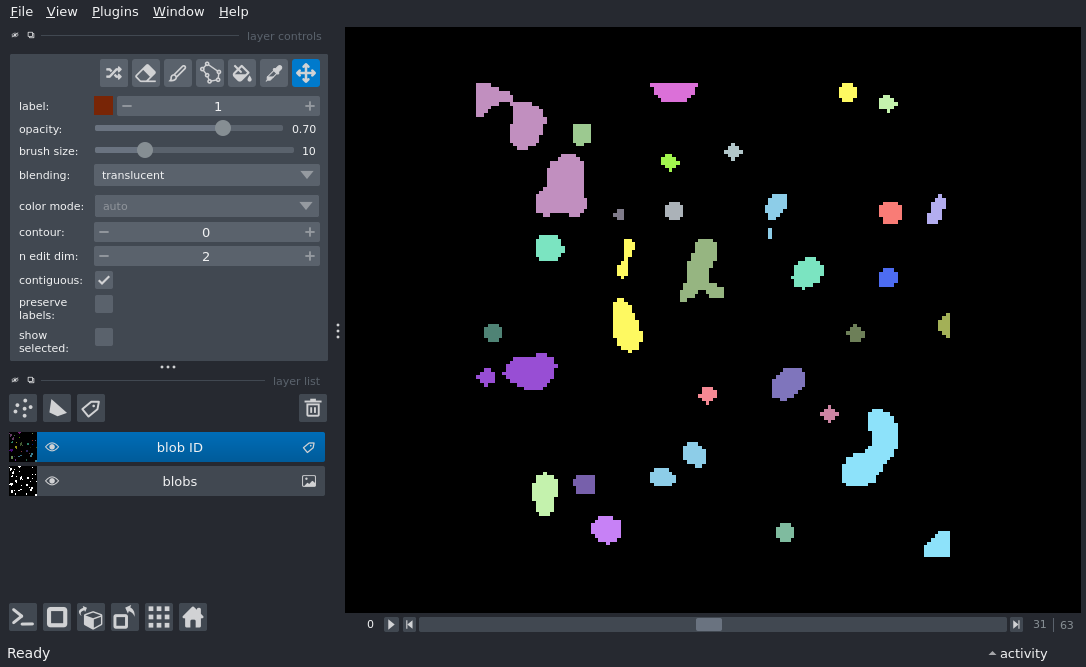 File View Plugins Window Help
layer controls
label: 1
opacity: 0.70
brush size: 10
blending: translucent
color mode: auto
contour: 0
n edit dim: 2
contiguous:
preserve
labels:
show
selected:
layer list
blob ID
blobs
0 31 63
Ready activity